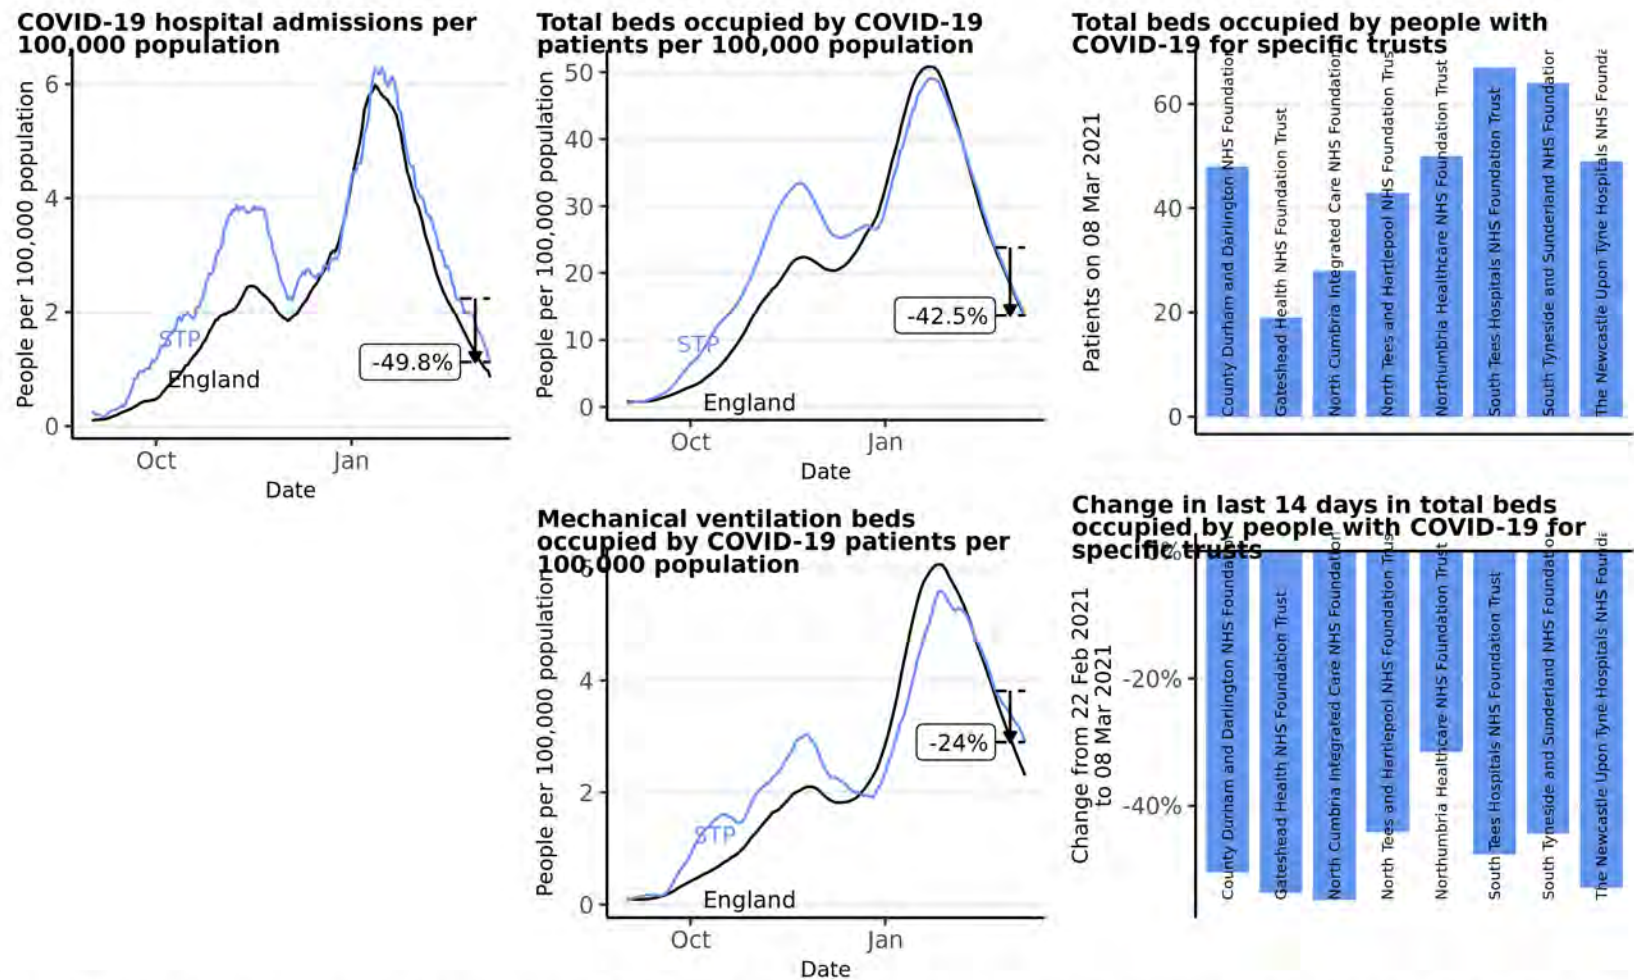 COVID-19 hospital admissions per
100,000 population
People per 100,000 population
6
4
2
0
STP
England
-49.8%
Oct
Jan
Date
Total beds occupied by COVID-19
patients per 100,000 population
People per 100,000 population
50
40
30
20
10
0
STP
England
-42.5%
Oct
Jan
Date
Total beds occupied by people with
COVID-19 for specific trusts
Patients on 08 Mar 2021
60
40
20
0
County Durham and Darlington NHS Foundation
Gateshead Health NHS Foundation Trust
North Cumbria Integrated Care NHS Foundation
North Tees and Hartlepool NHS Foundation Trus
Northumbria Healthcare NHS Foundation Trust
South Tees Hospitals NHS Foundation Trust
South Tyneside and Sunderland NHS Foundation
The Newcastle Upon Tyne Hospitals NHS Founda
Mechanical ventilation beds
occupied by COVID-19 patients per
100,000 population
People per 100,000 population
6
4
2
0
STP
England
-24%
Oct
Jan
Date
Change in last 14 days in total beds
occupied by people with COVID-19 for
specific trusts
Change from 22 Feb 2021
to 08 Mar 2021
0%
-20%
-40%
County Durham and Darlington NHS Foundation
Gateshead Health NHS Foundation Trust
North Cumbria Integrated Care NHS Foundation
North Tees and Hartlepool NHS Foundation Trus
Northumbria Healthcare NHS Foundation Trust
South Tees Hospitals NHS Foundation Trust
South Tyneside and Sunderland NHS Foundation
The Newcastle Upon Tyne Hospitals NHS Founda